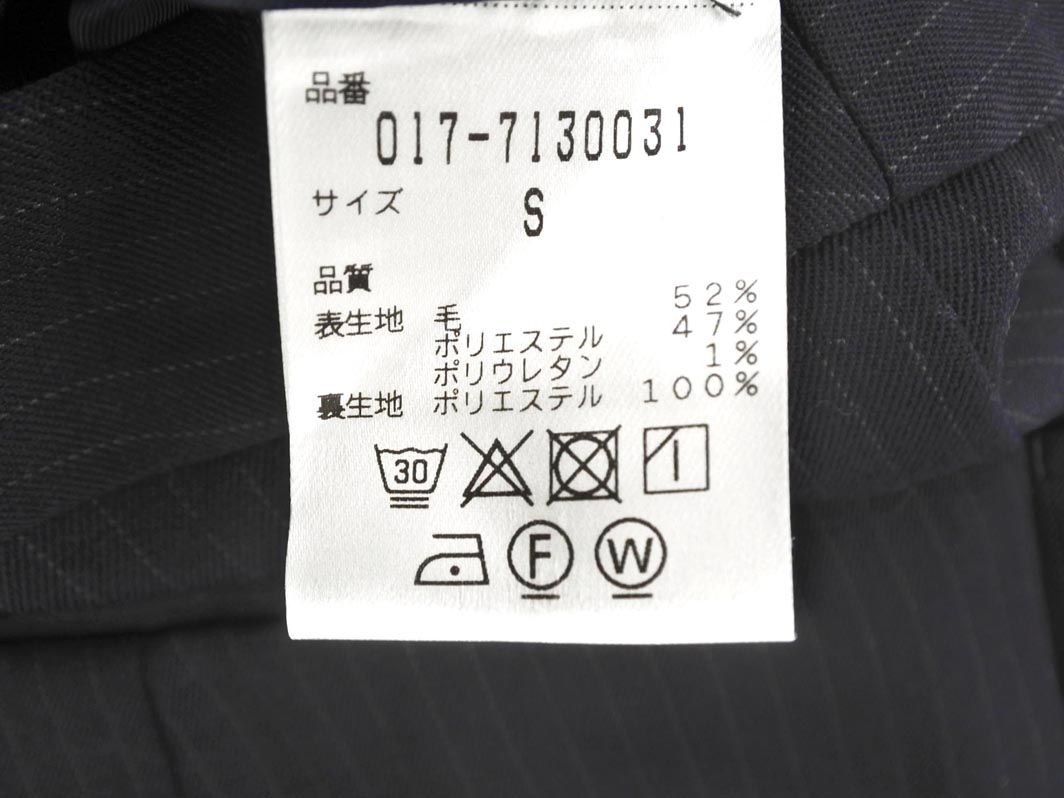 品番
017-7130031
サイズ S
品質
表生地 毛 52%
ポリエステル 47%
ポリウレタン 1%
裏生地 ポリエステル 100%
30
F W